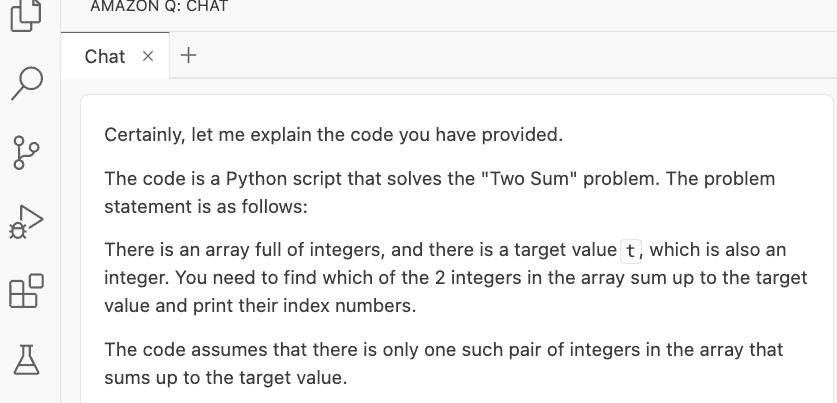 AMAZON Q: CHAT
Chat
Certainly, let me explain the code you have provided.
The code is a Python script that solves the "Two Sum" problem. The problem
statement is as follows:
There is an array full of integers, and there is a target value t, which is also an
integer. You need to find which of the 2 integers in the array sum up to the target
value and print their index numbers.
The code assumes that there is only one such pair of integers in the array that
sums up to the target value.